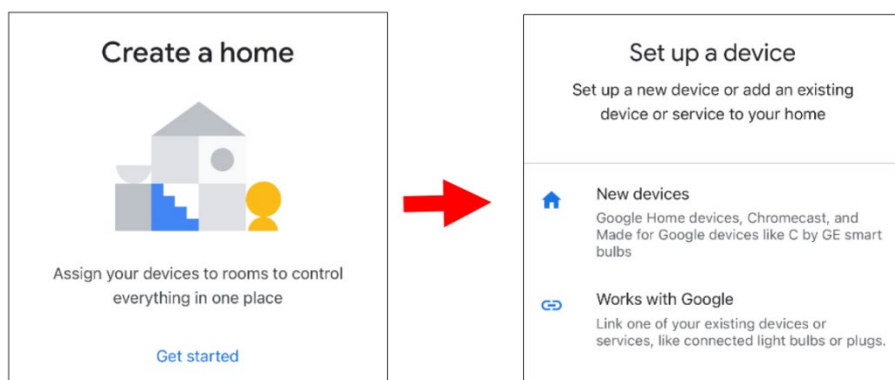 Create a home
Assign your devices to rooms to control
everything in one place
Get started
Set up a device
Set up a new device or add an existing
device or service to your home
New devices
Google Home devices, Chromecast, and
Made for Google devices like C by GE smart
bulbs
Works with Google
Link one of your existing devices or
services, like connected light bulbs or plugs.